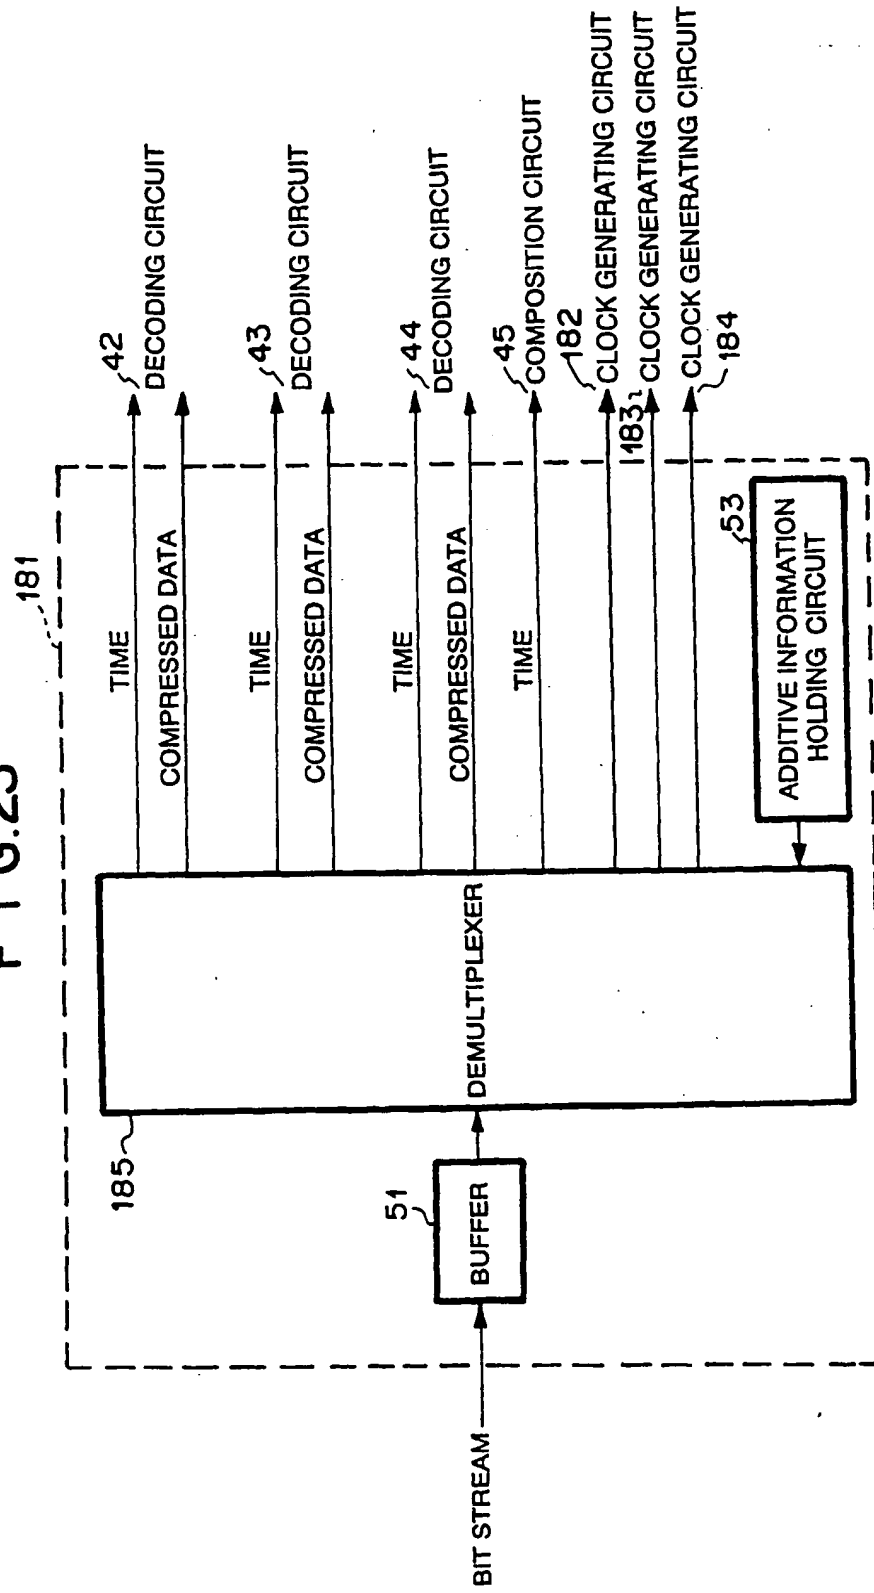 FIG.23
181
TIME
42
DECODING CIRCUIT
COMPRESSED DATA
TIME
43
DECODING CIRCUIT
COMPRESSED DATA
TIME
44
DECODING CIRCUIT
COMPRESSED DATA
TIME
45
COMPOSITION CIRCUIT
182
CLOCK GENERATING CIRCUIT
183
CLOCK GENERATING CIRCUIT
CLOCK GENERATING CIRCUIT
184
185
DEMULTIPLEXER
51
BUFFER
BIT STREAM
53
ADDITIVE INFORMATION
HOLDING CIRCUIT